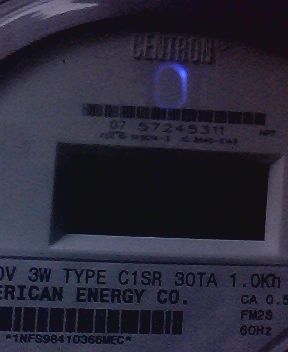 CENTRON
07 57245311
0V 3W TYPE C1SR 30TA 1.0Kh
ERICAN ENERGY CO.
CA 0.5
FM2S
60Hz
*1NFS98410366MEC*